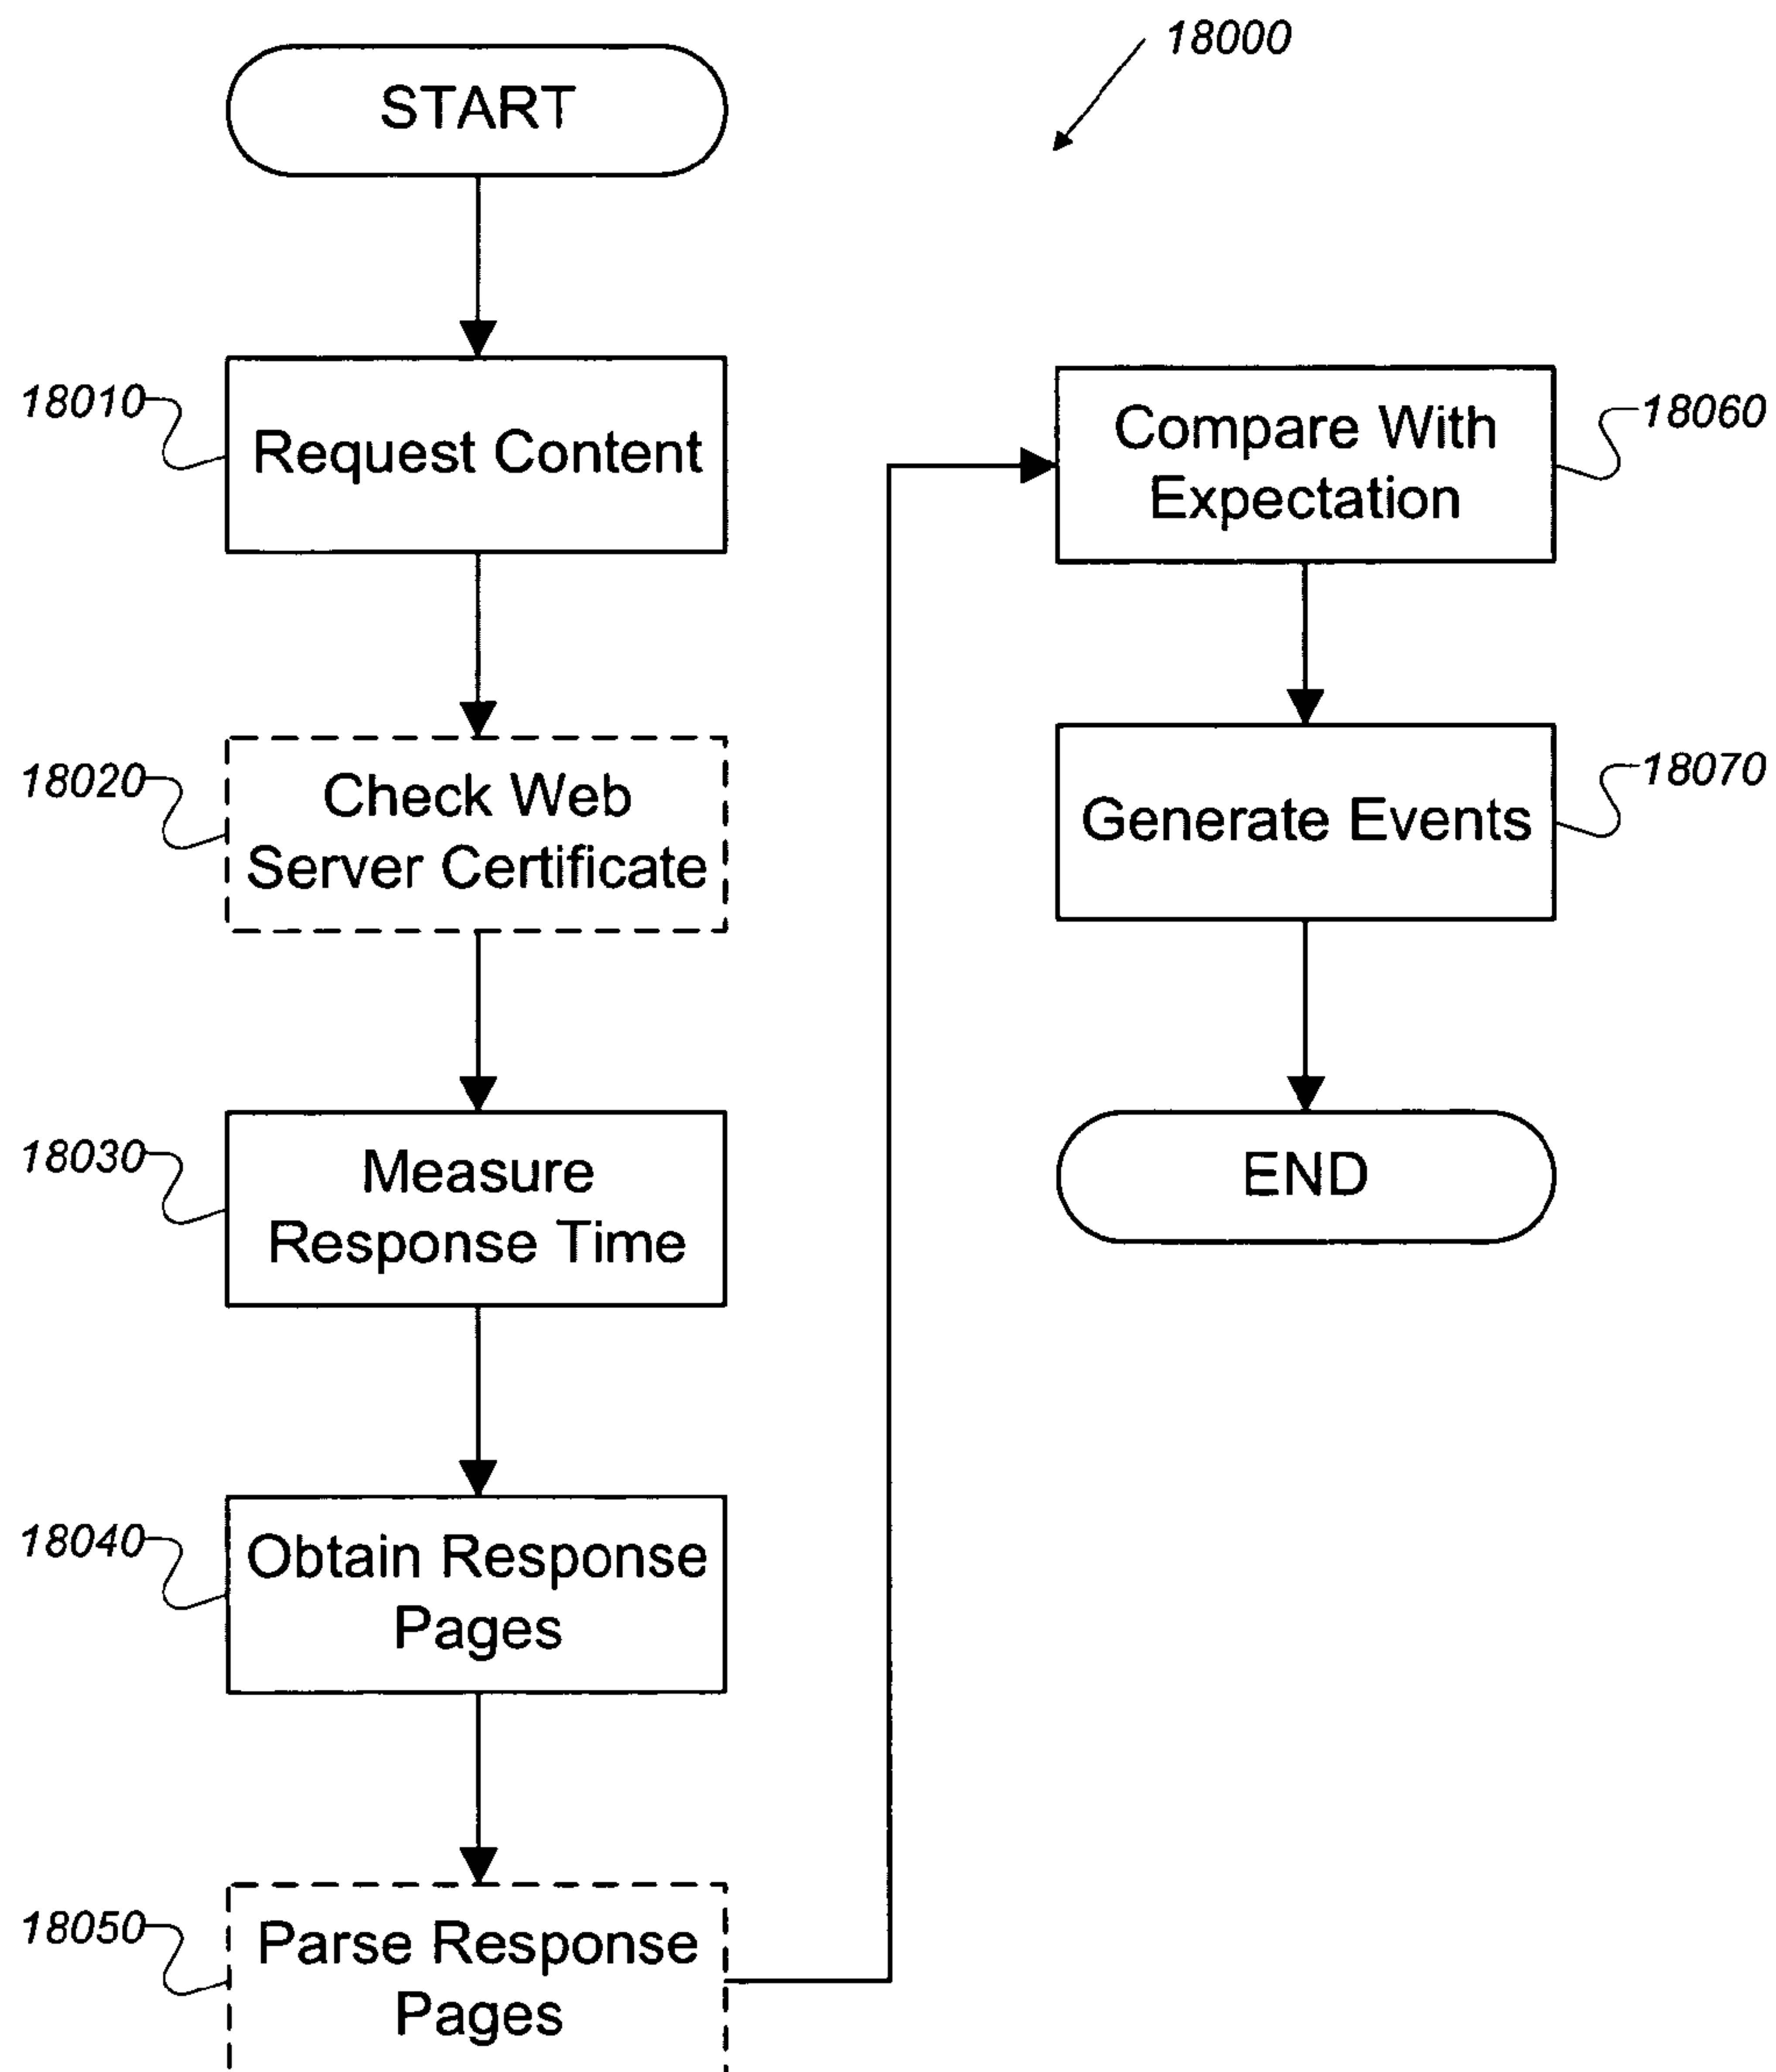 18000
START
18010
Request Content
18020
Check Web
Server Certificate
18030
Measure
Response Time
18040
Obtain Response
Pages
18050
Parse Response
Pages
Compare With
Expectation
18060
Generate Events
18070
END